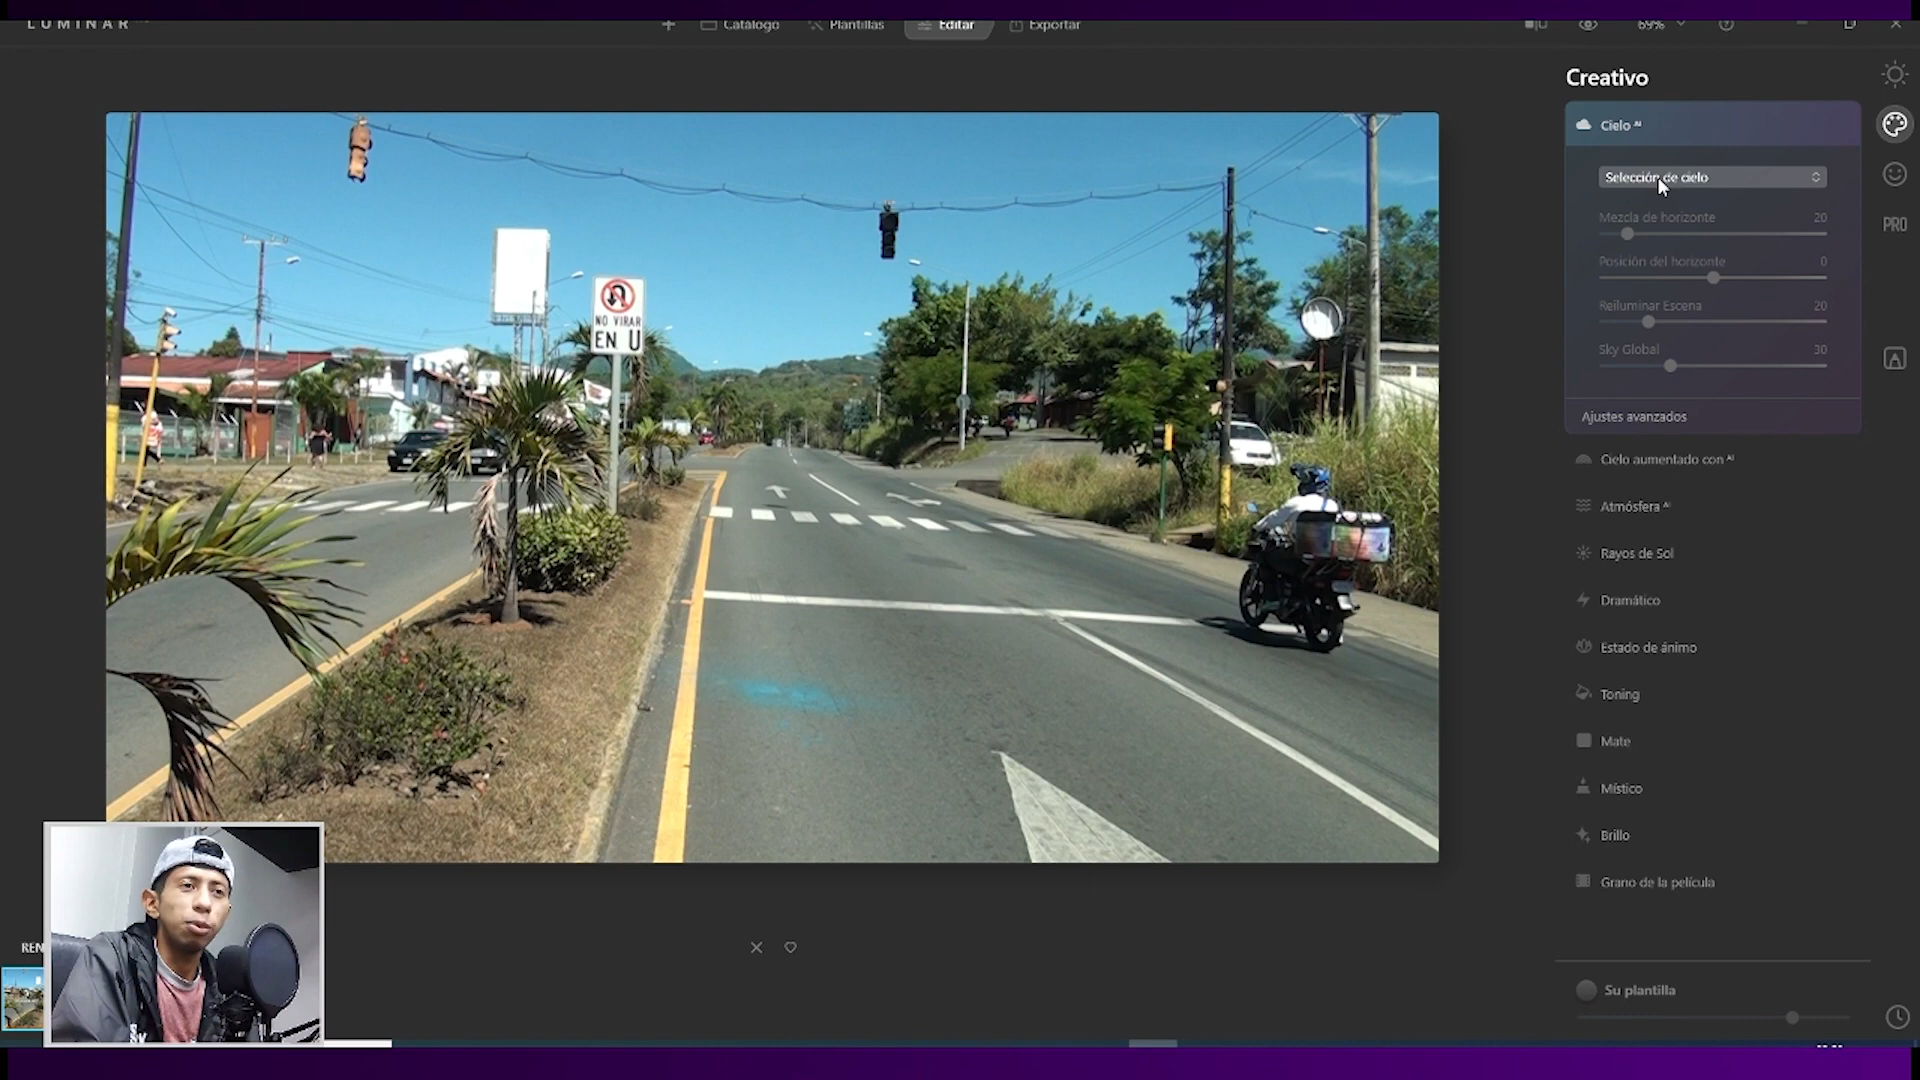 LUMINAR
Catálogo
Plantillas
Editar
Exportar
69%
Creativo
Cielo AI
Selección de cielo
Mezcla de horizonte 20
Posición del horizonte 0
Reiluminar Escena 20
Sky Global 30
Ajustes avanzados
Cielo aumentado con AI
Atmósfera AI
Rayos de Sol
Dramático
Estado de ánimo
Toning
Mate
Místico
Brillo
Grano de la película
Su plantilla
PRO
NO VIRAR
EN U
REN